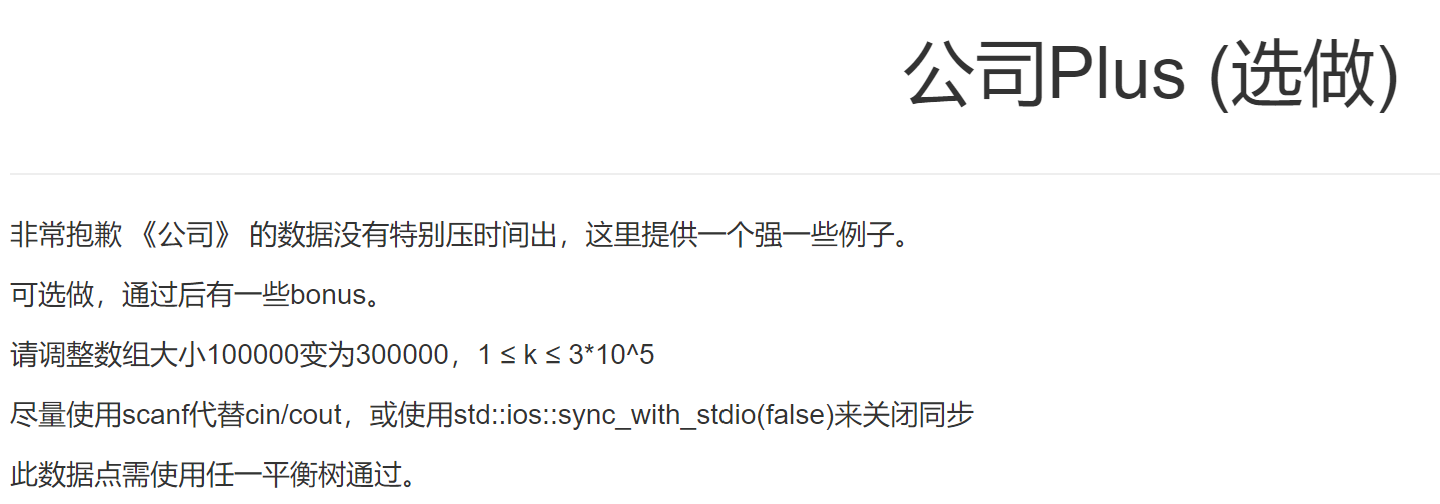 公司Plus (选做)
非常抱歉 《公司》 的数据没有特别压时间出，这里提供一个强一些例子。
可选做，通过后有一些bonus。
请调整数组大小100000变为300000，1 ≤ k ≤ 3*10^5
尽量使用scanf代替cin/cout，或使用std::ios::sync_with_stdio(false)来关闭同步
此数据点需使用任一平衡树通过。